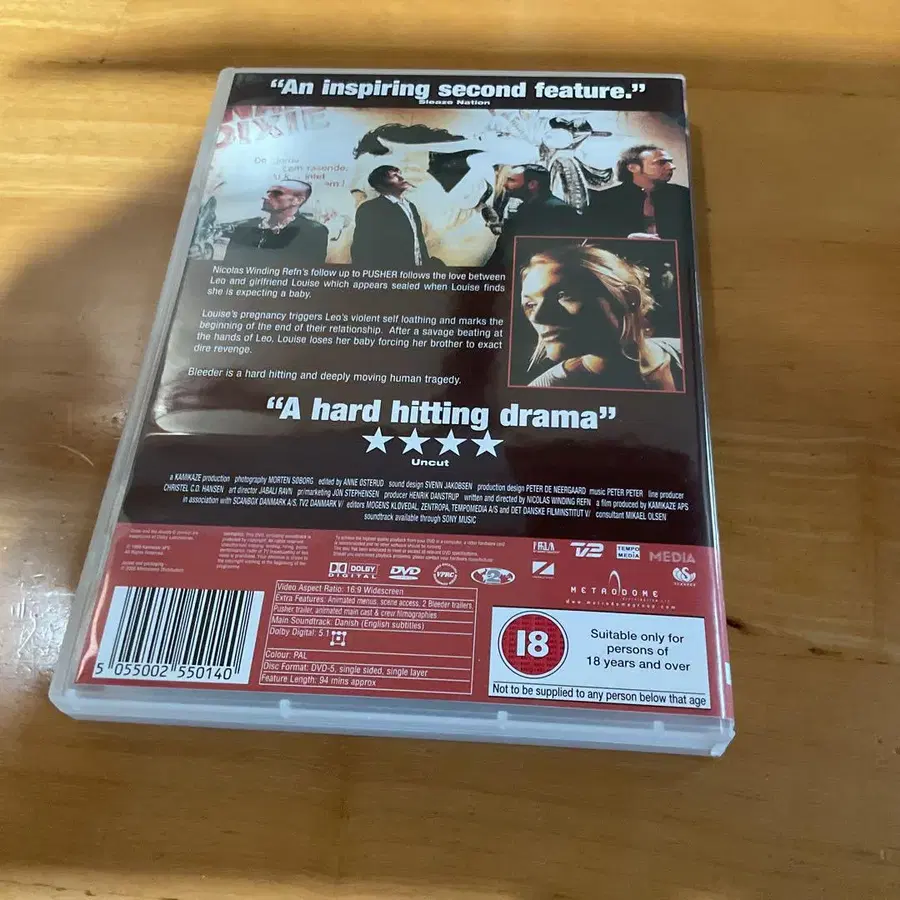 “An inspiring second feature.”
Sleaze Nation
DIXIE
Nicolas Winding Refn's follow up to PUSHER follows the love between
Leo and girlfriend Louise which appears sealed when Louise finds
she is expecting a baby.
Louise's pregnancy triggers Leo's violent self loathing and marks the
beginning of the end of their relationship. After a savage beating at
the hands of Leo, Louise loses her baby forcing her brother to exact
dire revenge.
Bleeder is a hard hitting and deeply moving human tragedy.
“A hard hitting drama”
Uncut
a KAMIKAZE production photography MORTEN SØBORG edited by ANNE ØSTERUD sound design SVENN JAKOBSEN production design PETER DE NEERGAARD music PETER PETER line producer
CHRISTEL C.D. HANSEN art director JABALI RAVN pr/marketing JON STEPHENSEN producer HENRIK DANSTRUP written and directed by NICOLAS WINDING REFN a film produced by KAMIKAZE APS
in association with SCANBOX DANMARK A/S, TV2 DANMARK V/ editors MOGENS KLØVEDAL, ZENTROPA, TEMPOMEDIA A/S and DET DANSKE FILMINSTITUT V/ consultant MIKAEL OLSEN
soundtrack available through SONY MUSIC
DOLBY
DIGITAL
DVD
VPRC
2
TV2
TEMPO
MEDIA
MEDIA
METRODOME
Video Aspect Ratio: 16:9 Widescreen
Extra Features: Animated menus, scene access, 2 Bleeder trailers,
Pusher trailer, animated main cast & crew filmographies
Main Soundtrack: Danish (English subtitles)
Dolby Digital: 5.1
Colour: PAL
Disc Format: DVD-5, single sided, single layer
Feature Length: 94 mins approx
5 055002 550140
18
Suitable only for
persons of
18 years and over
Not to be supplied to any person below that age